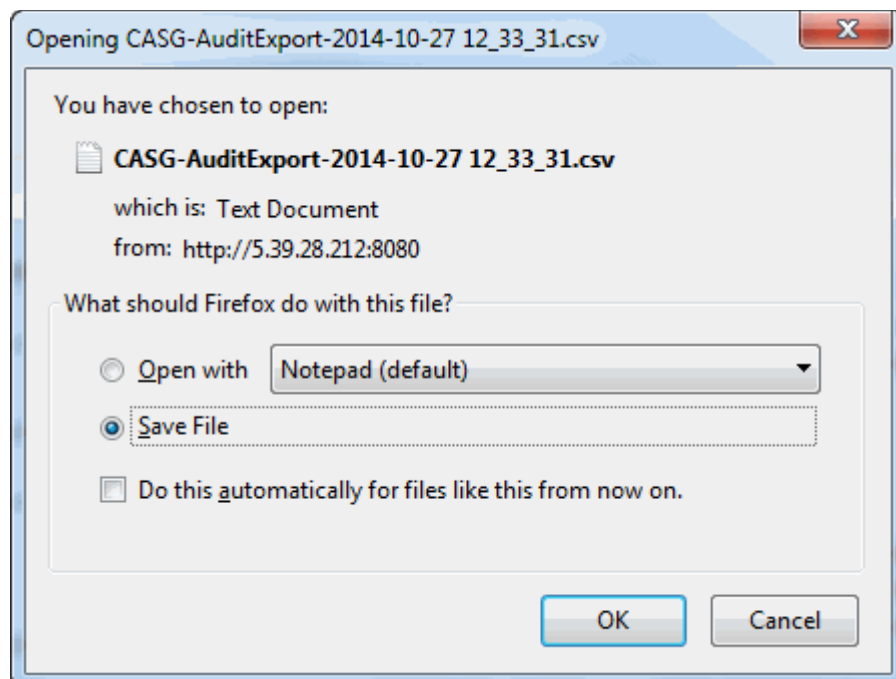 Opening CASG-AuditExport-2014-10-27 12_33_31.csv
X
You have chosen to open:
CASG-AuditExport-2014-10-27 12_33_31.csv
which is: Text Document
from: http://5.39.28.212:8080
What should Firefox do with this file?
Open with Notepad (default)
Save File
Do this automatically for files like this from now on.
OK Cancel